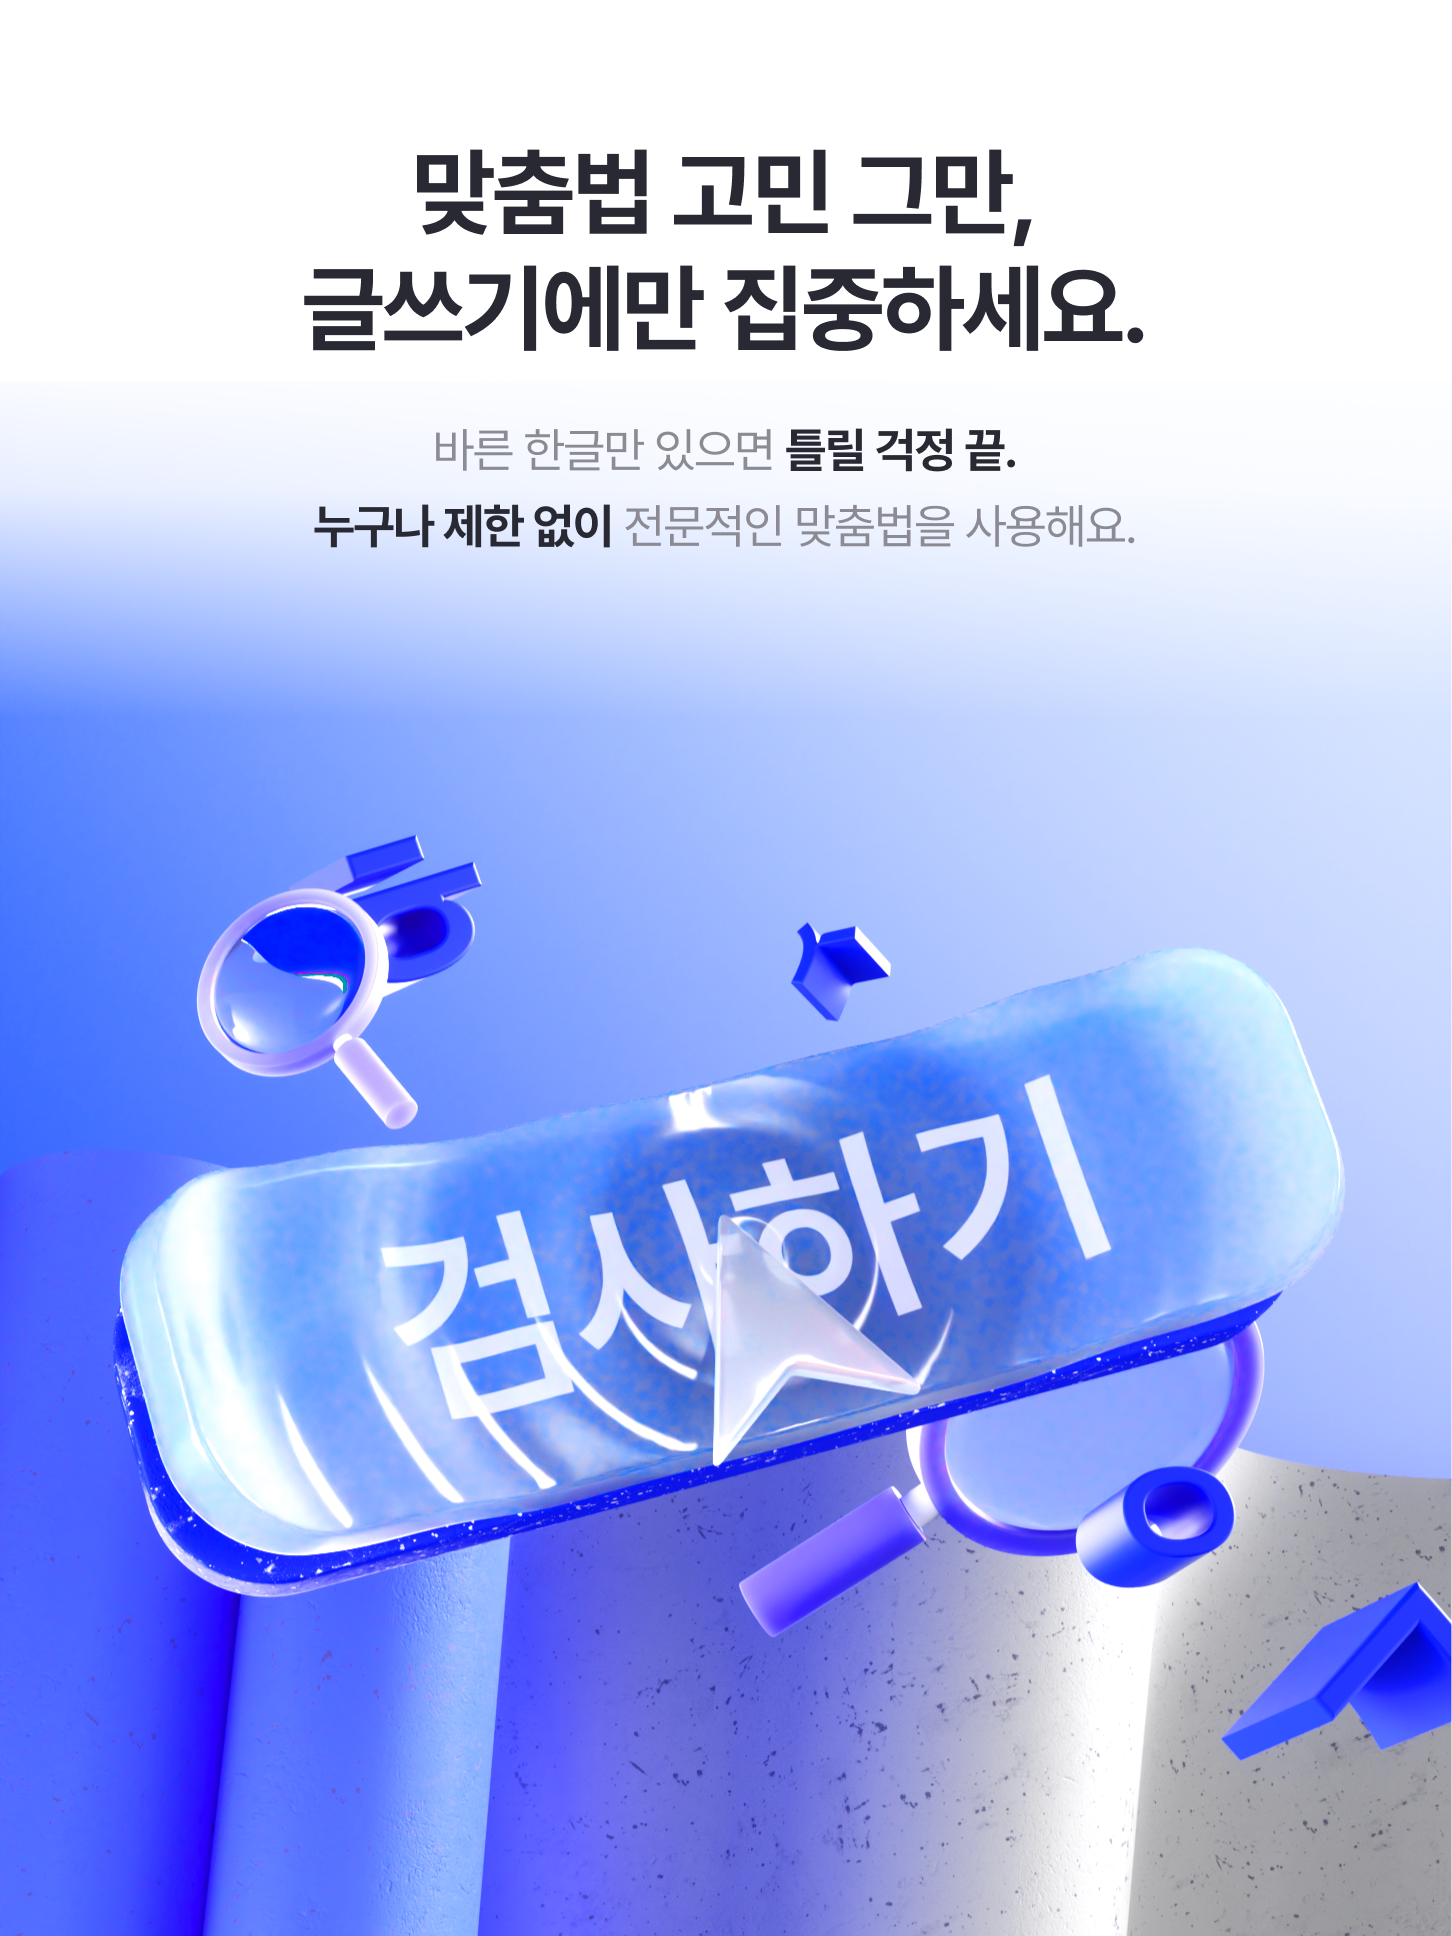 맞춤법 고민 그만,
글쓰기에만 집중하세요.
바른 한글만 있으면 틀릴 걱정 끝.
누구나 제한 없이 전문적인 맞춤법을 사용해요.
검사하기